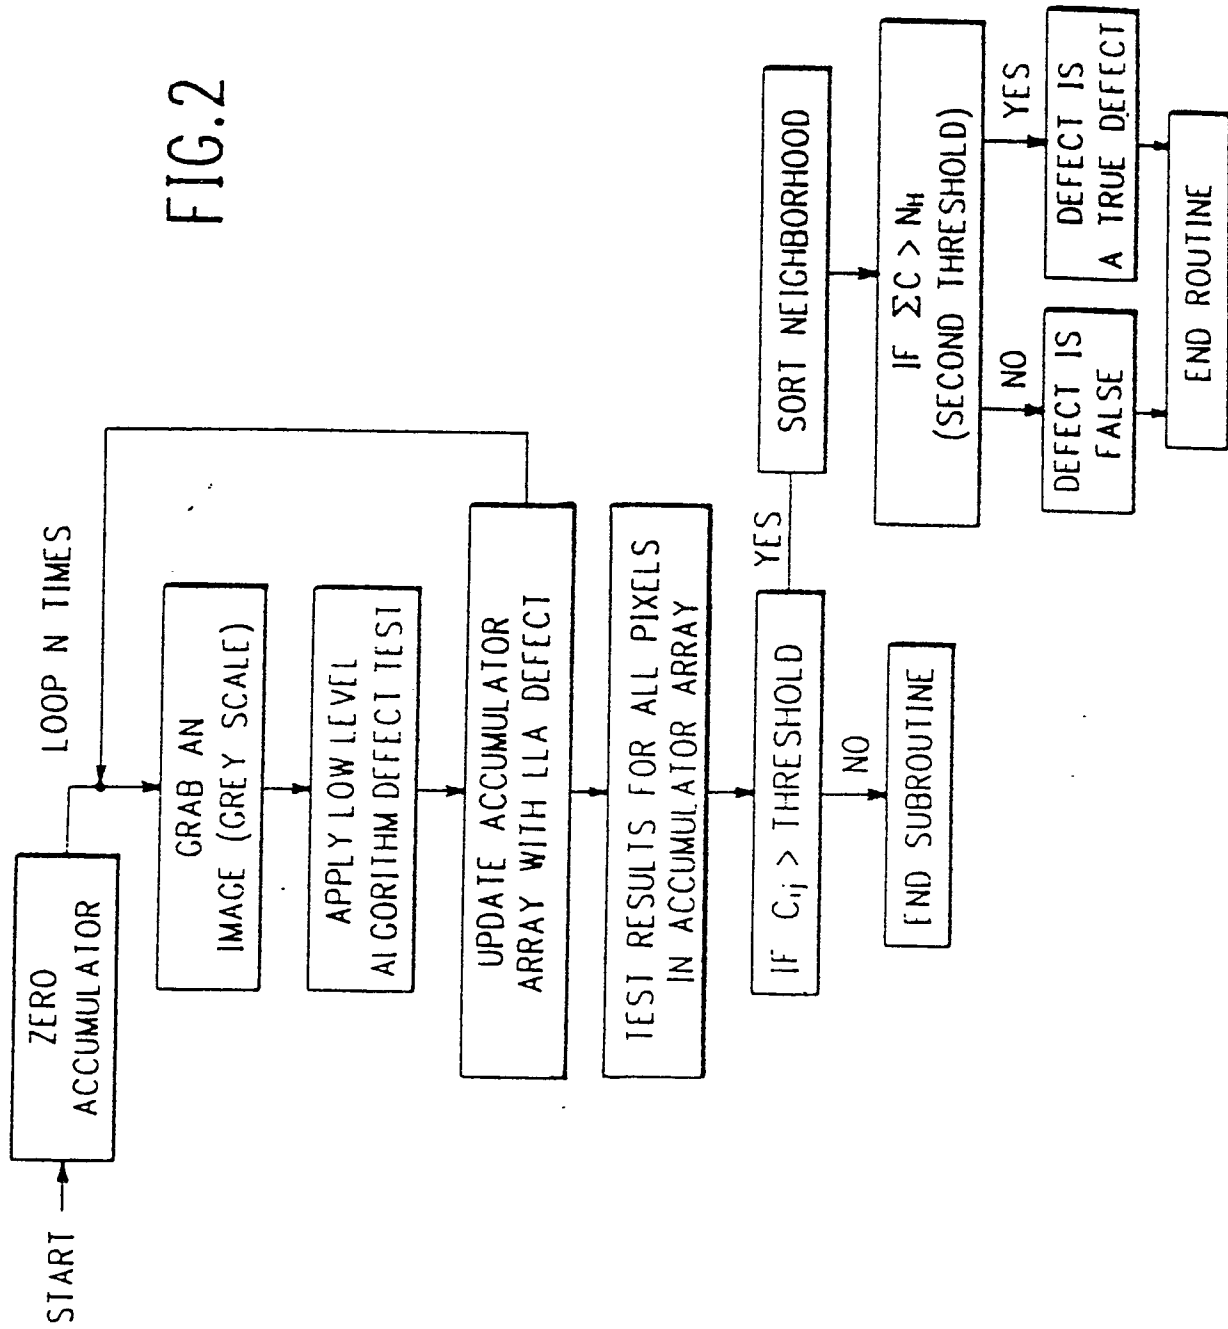 FIG.2
START
ZERO
ACCUMULATOR
LOOP N TIMES
GRAB AN
IMAGE (GREY SCALE)
APPLY LOW LEVEL
ALGORITHM DEFECT TEST
UPDATE ACCUMULATOR
ARRAY WITH LLA DEFECT
TEST RESULTS FOR ALL PIXELS
IN ACCUMULATOR ARRAY
IF Cij > THRESHOLD
YES
NO
END SUBROUTINE
SORT NEIGHBORHOOD
IF ΣC > NH
(SECOND THRESHOLD)
NO
YES
DEFECT IS
FALSE
DEFECT IS
A TRUE DEFECT
END ROUTINE